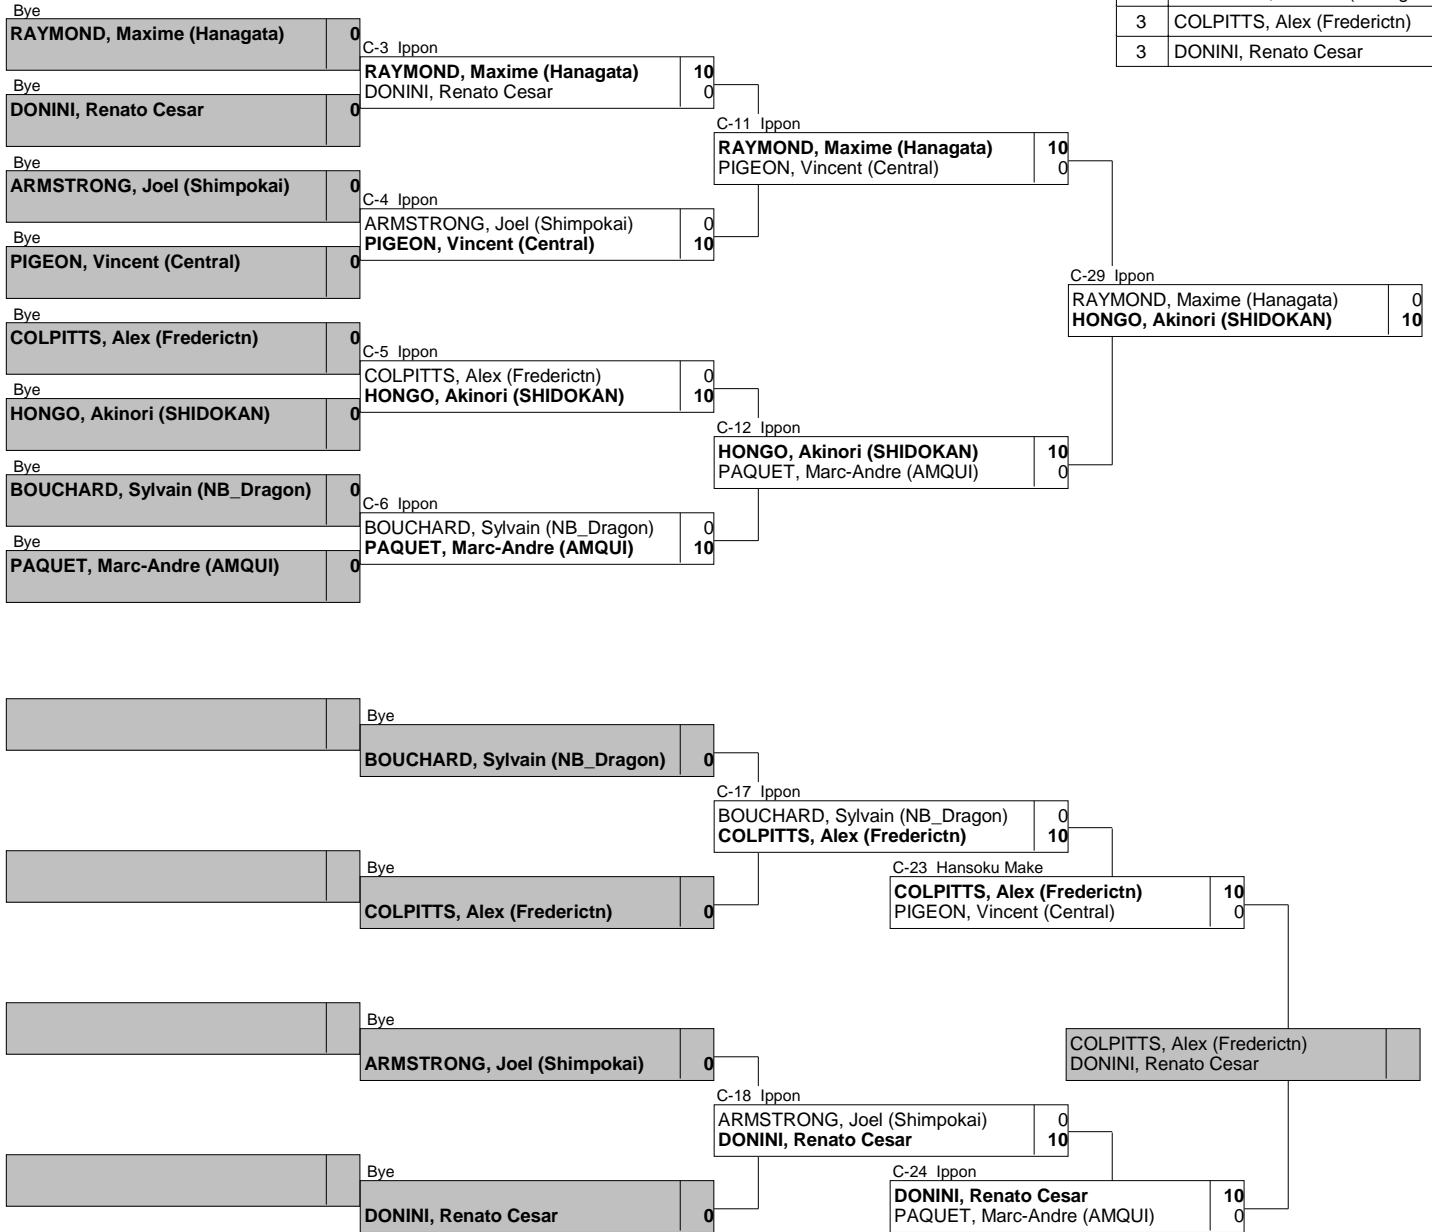 3 COLPITTS, Alex (Frederictn)
3 DONINI, Renato Cesar
Bye
RAYMOND, Maxime (Hanagata) 0
Bye
DONINI, Renato Cesar 0
Bye
ARMSTRONG, Joel (Shimpokai) 0
Bye
PIGEON, Vincent (Central) 0
Bye
COLPITTS, Alex (Frederictn) 0
Bye
HONGO, Akinori (SHIDOKAN) 0
Bye
BOUCHARD, Sylvain (NB_Dragon) 0
Bye
PAQUET, Marc-Andre (AMQUI) 0
C-3 Ippon
RAYMOND, Maxime (Hanagata) 10
DONINI, Renato Cesar 0
C-4 Ippon
ARMSTRONG, Joel (Shimpokai) 0
PIGEON, Vincent (Central) 10
C-5 Ippon
COLPITTS, Alex (Frederictn) 0
HONGO, Akinori (SHIDOKAN) 10
C-6 Ippon
BOUCHARD, Sylvain (NB_Dragon) 0
PAQUET, Marc-Andre (AMQUI) 10
C-11 Ippon
RAYMOND, Maxime (Hanagata) 10
PIGEON, Vincent (Central) 0
C-12 Ippon
HONGO, Akinori (SHIDOKAN) 10
PAQUET, Marc-Andre (AMQUI) 0
C-29 Ippon
RAYMOND, Maxime (Hanagata) 0
HONGO, Akinori (SHIDOKAN) 10
Bye
BOUCHARD, Sylvain (NB_Dragon) 0
Bye
COLPITTS, Alex (Frederictn) 0
Bye
ARMSTRONG, Joel (Shimpokai) 0
Bye
DONINI, Renato Cesar 0
C-17 Ippon
BOUCHARD, Sylvain (NB_Dragon) 0
COLPITTS, Alex (Frederictn) 10
C-18 Ippon
ARMSTRONG, Joel (Shimpokai) 0
DONINI, Renato Cesar 10
C-23 Hansoku Make
COLPITTS, Alex (Frederictn) 10
PIGEON, Vincent (Central) 0
C-24 Ippon
DONINI, Renato Cesar 10
PAQUET, Marc-Andre (AMQUI) 0
COLPITTS, Alex (Frederictn)
DONINI, Renato Cesar